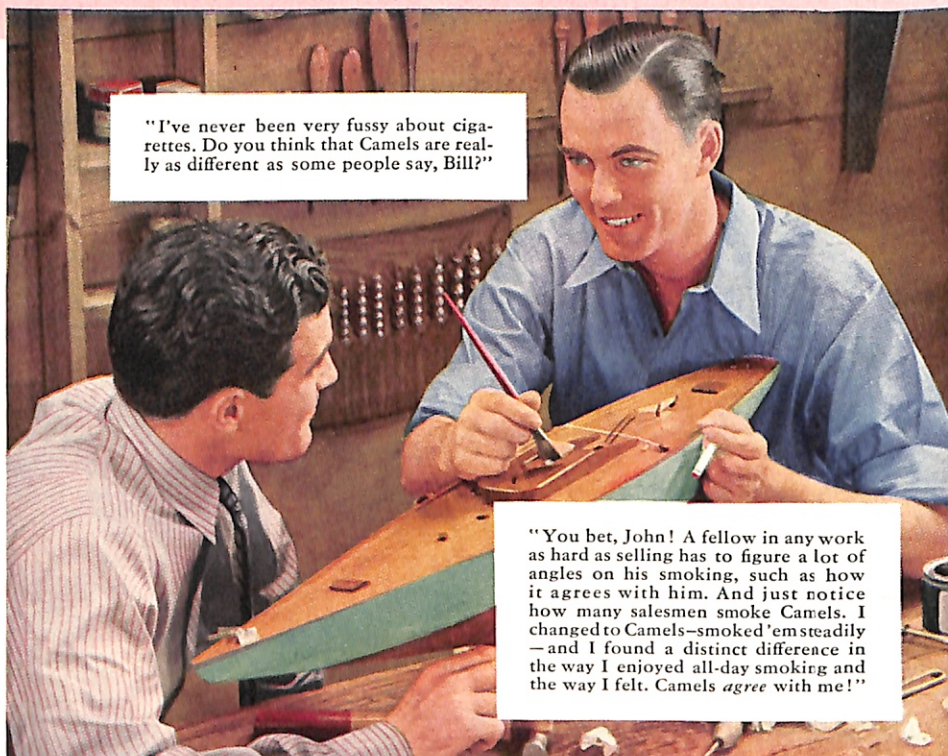 "I've never been very fussy about ciga-
rettes. Do you think that Camels are real-
ly as different as some people say, Bill?"
"You bet, John! A fellow in any work
as hard as selling has to figure a lot of
angles on his smoking, such as how
it agrees with him. And just notice
how many salesmen smoke Camels. I
changed to Camels—smoked 'em steadily
—and I found a distinct difference in
the way I enjoyed all-day smoking and
the way I felt. Camels agree with me!"